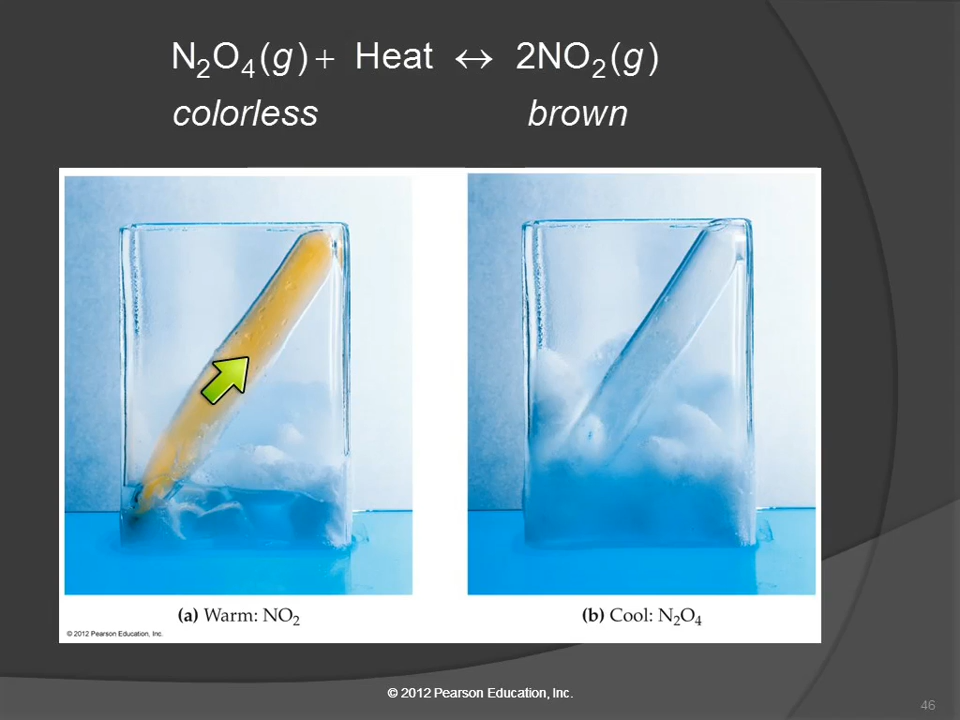 N₂O₄(g) + Heat ↔ 2NO₂(g)
colorless brown
(a) Warm: NO₂
(b) Cool: N₂O₄
© 2012 Pearson Education, Inc.
© 2012 Pearson Education, Inc.
46